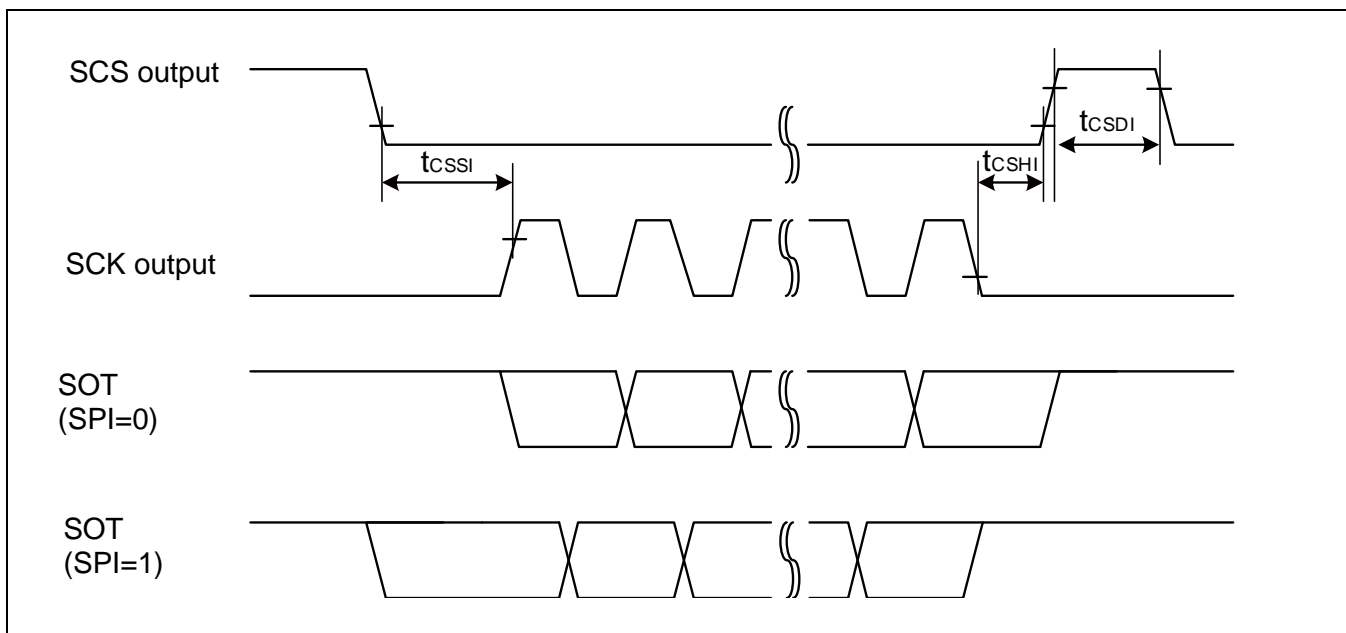 SCS output
tCSSI
tCSHI
tCSDI
SCK output
SOT
(SPI=0)
SOT
(SPI=1)